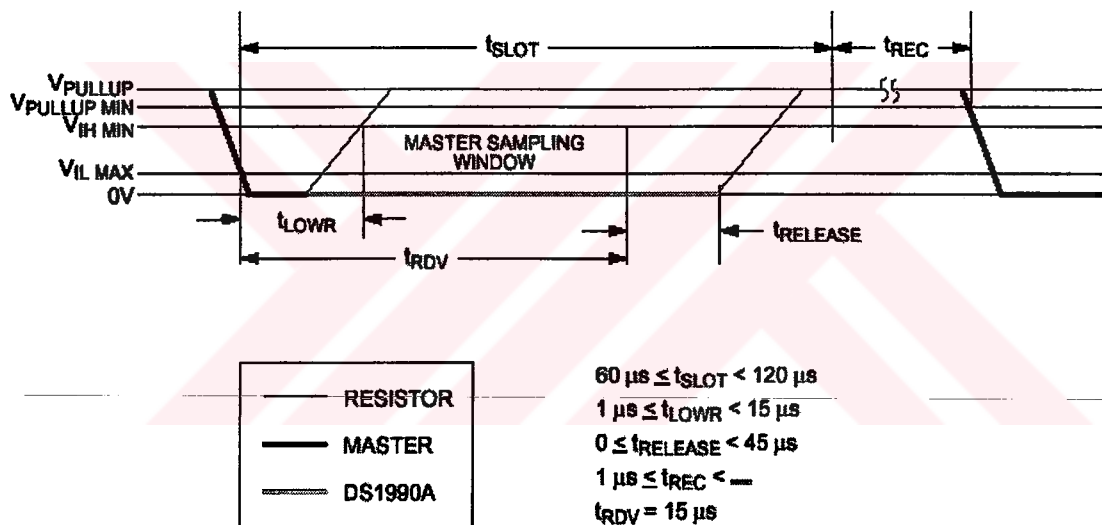 tSLOT
tREC
VPULLUP
VPULLUP MIN
VIH MIN
MASTER SAMPLING
WINDOW
VIL MAX
0V
tLOWR
tRELEASE
tRDV
RESISTOR
MASTER
DS1990A
60 µs ≤ tSLOT < 120 µs
1 µs ≤ tLOWR < 15 µs
0 ≤ tRELEASE < 45 µs
1 µs ≤ tREC < —
tRDV = 15 µs